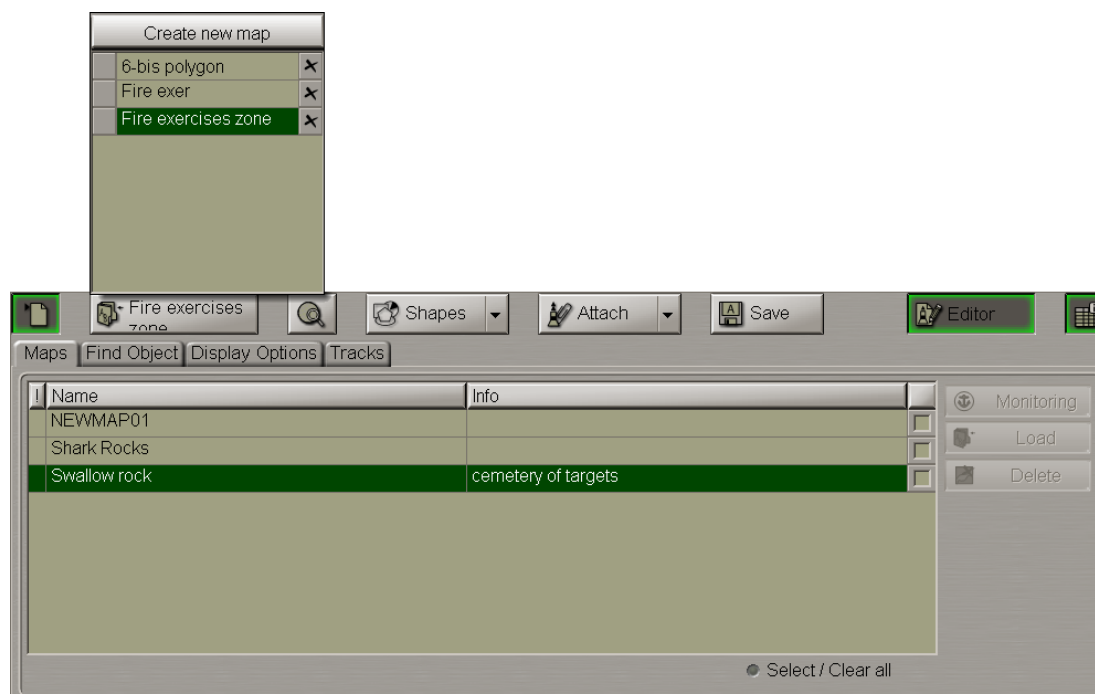 Create new map
6-bis polygon
Fire exer
Fire exercises zone
Fire exercises
zone
Shapes
Attach
Save
Editor
Maps
Find Object
Display Options
Tracks
! Name Info
NEWMAP01
Shark Rocks
Swallow rock cemetery of targets
Monitoring
Load
Delete
Select / Clear all